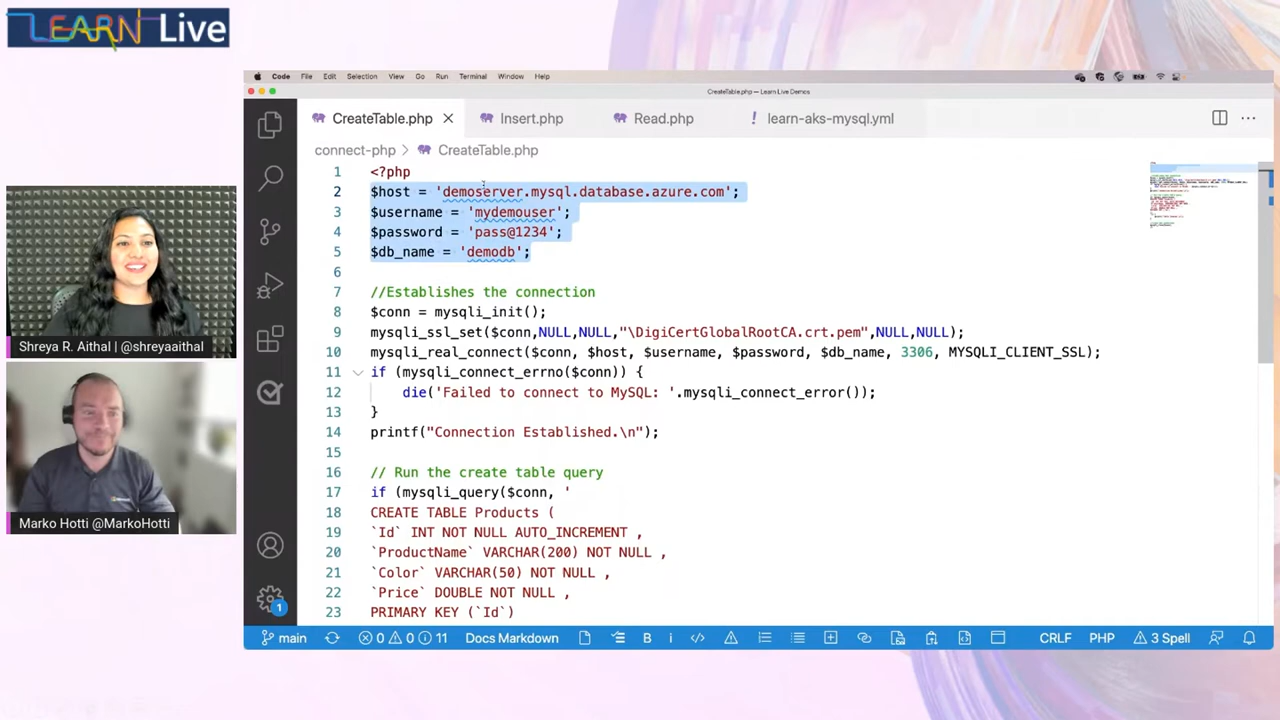 LEARN Live
Code File Edit Selection View Go Run Terminal Window Help
CreateTable.php — Learn Live Demos
CreateTable.php Insert.php Read.php ! learn-aks-mysql.yml
connect-php > CreateTable.php
1 <?php
2 $host = 'demoserver.mysql.database.azure.com';
3 $username = 'mydemouser';
4 $password = 'pass@1234';
5 $db_name = 'demodb';
6
7 //Establishes the connection
8 $conn = mysqli_init();
9 mysqli_ssl_set($conn,NULL,NULL,"\DigiCertGlobalRootCA.crt.pem",NULL,NULL);
10 mysqli_real_connect($conn, $host, $username, $password, $db_name, 3306, MYSQLI_CLIENT_SSL);
11 if (mysqli_connect_errno($conn)) {
12 die('Failed to connect to MySQL: '.mysqli_connect_error());
13 }
14 printf("Connection Established.\n");
15
16 // Run the create table query
17 if (mysqli_query($conn, '
18 CREATE TABLE Products (
19 `Id` INT NOT NULL AUTO_INCREMENT ,
20 `ProductName` VARCHAR(200) NOT NULL ,
21 `Color` VARCHAR(50) NOT NULL ,
22 `Price` DOUBLE NOT NULL ,
23 PRIMARY KEY (`Id`)
Shreya R. Aithal | @shreyaaithal
Marko Hotti @MarkoHotti
1
main 0 0 11 Docs Markdown B i CRLF PHP 3 Spell